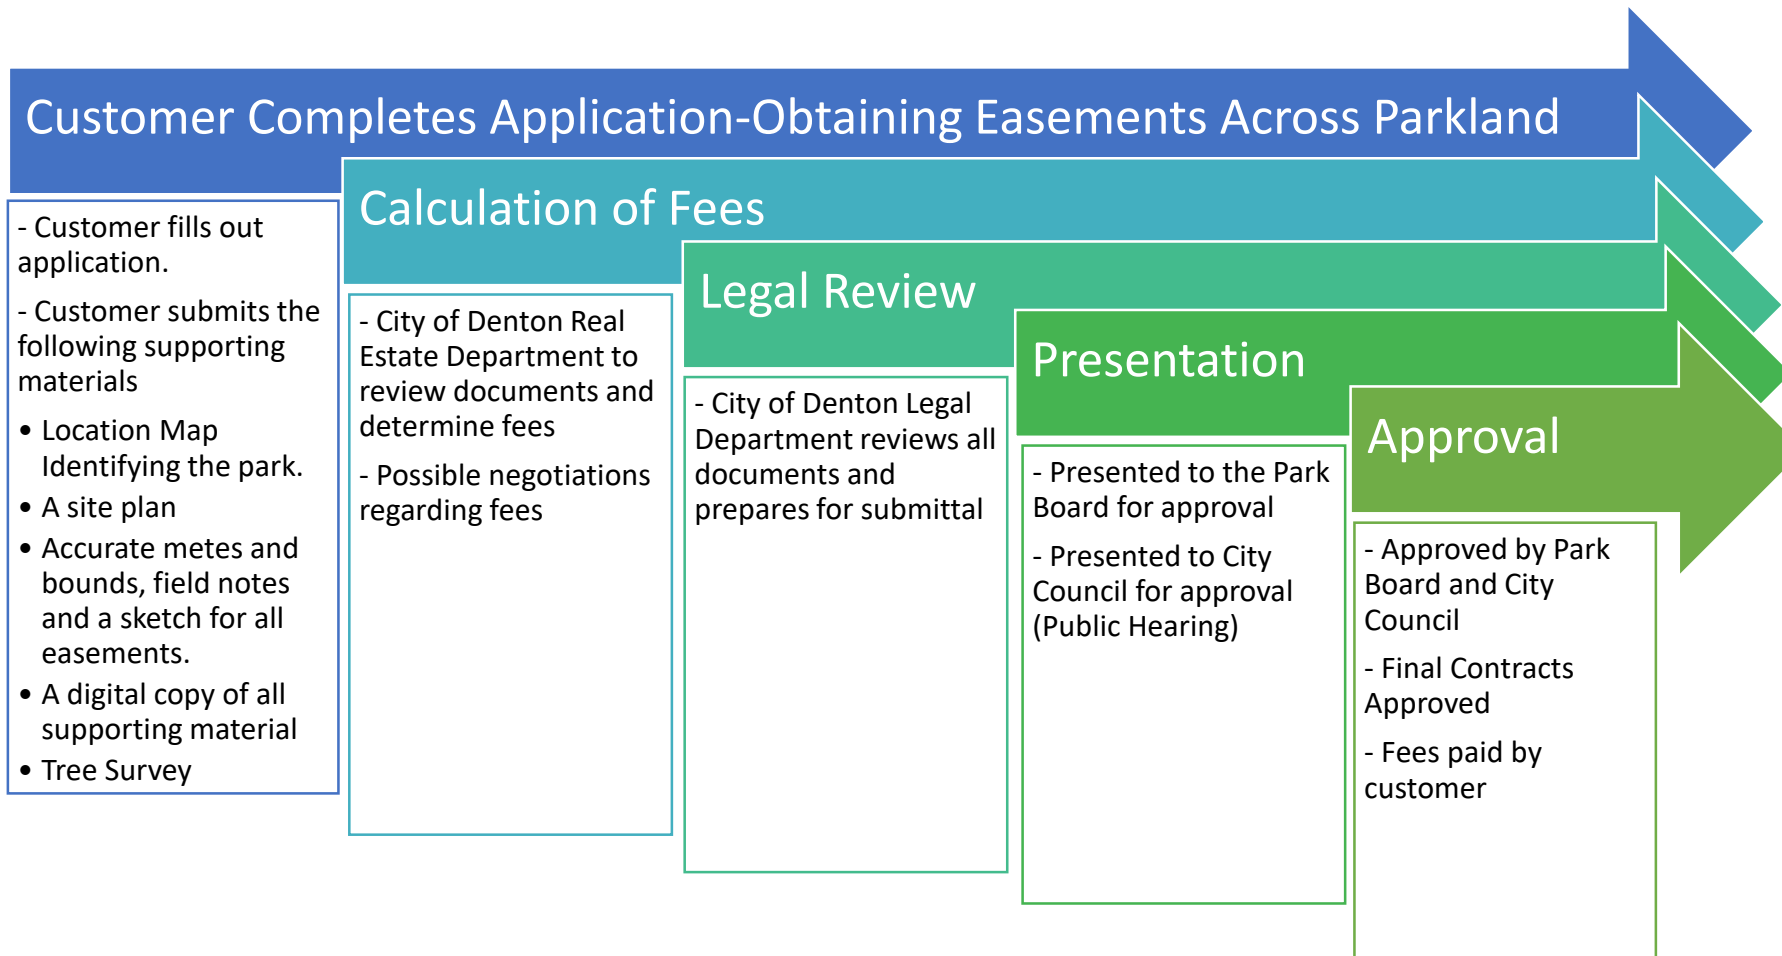 Customer Completes Application-Obtaining Easements Across Parkland
- Customer fills out
application.
- Customer submits the
following supporting
materials
• Location Map
Identifying the park.
• A site plan
• Accurate metes and
bounds, field notes
and a sketch for all
easements.
• A digital copy of all
supporting material
• Tree Survey
Calculation of Fees
- City of Denton Real
Estate Department to
review documents and
determine fees
- Possible negotiations
regarding fees
Legal Review
- City of Denton Legal
Department reviews all
documents and
prepares for submittal
Presentation
- Presented to the Park
Board for approval
- Presented to City
Council for approval
(Public Hearing)
Approval
- Approved by Park
Board and City
Council
- Final Contracts
Approved
- Fees paid by
customer